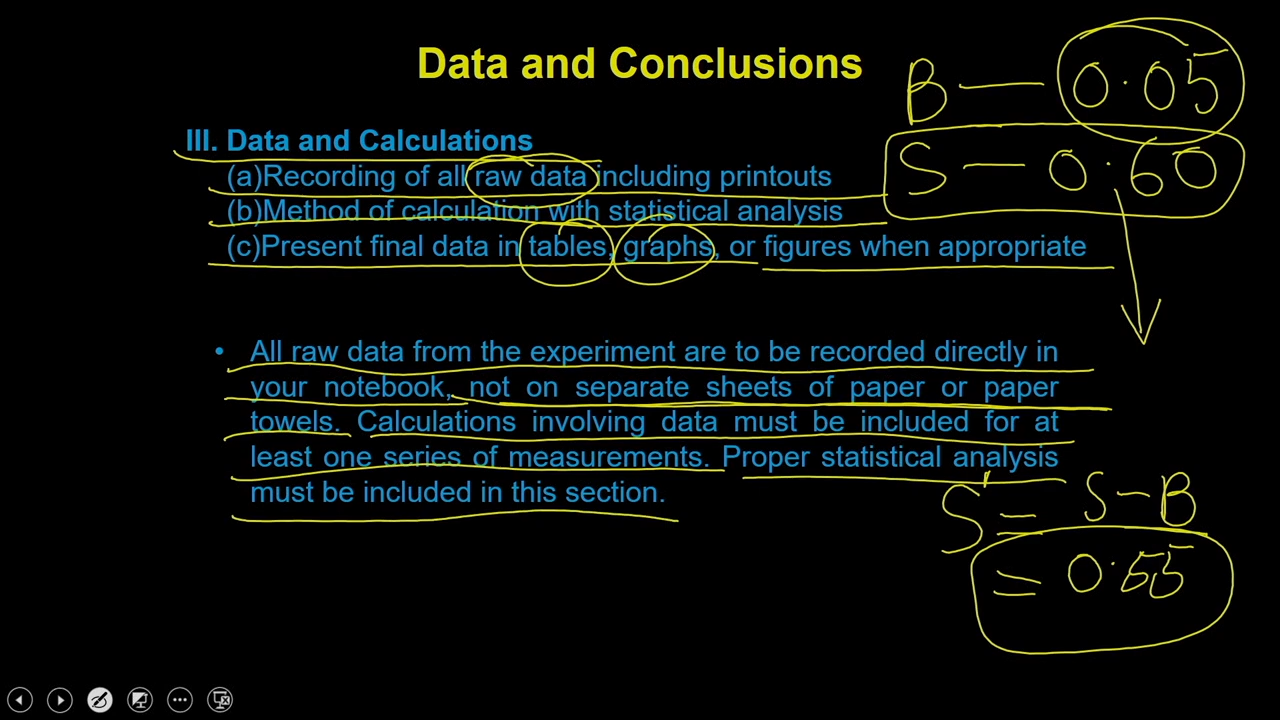 Data and Conclusions
B — 0.05
S — 0.60
III. Data and Calculations
(a)Recording of all raw data including printouts
(b)Method of calculation with statistical analysis
(c)Present final data in tables, graphs, or figures when appropriate
• All raw data from the experiment are to be recorded directly in
your notebook, not on separate sheets of paper or paper
towels. Calculations involving data must be included for at
least one series of measurements. Proper statistical analysis
must be included in this section.
S' = S - B
= 0.55